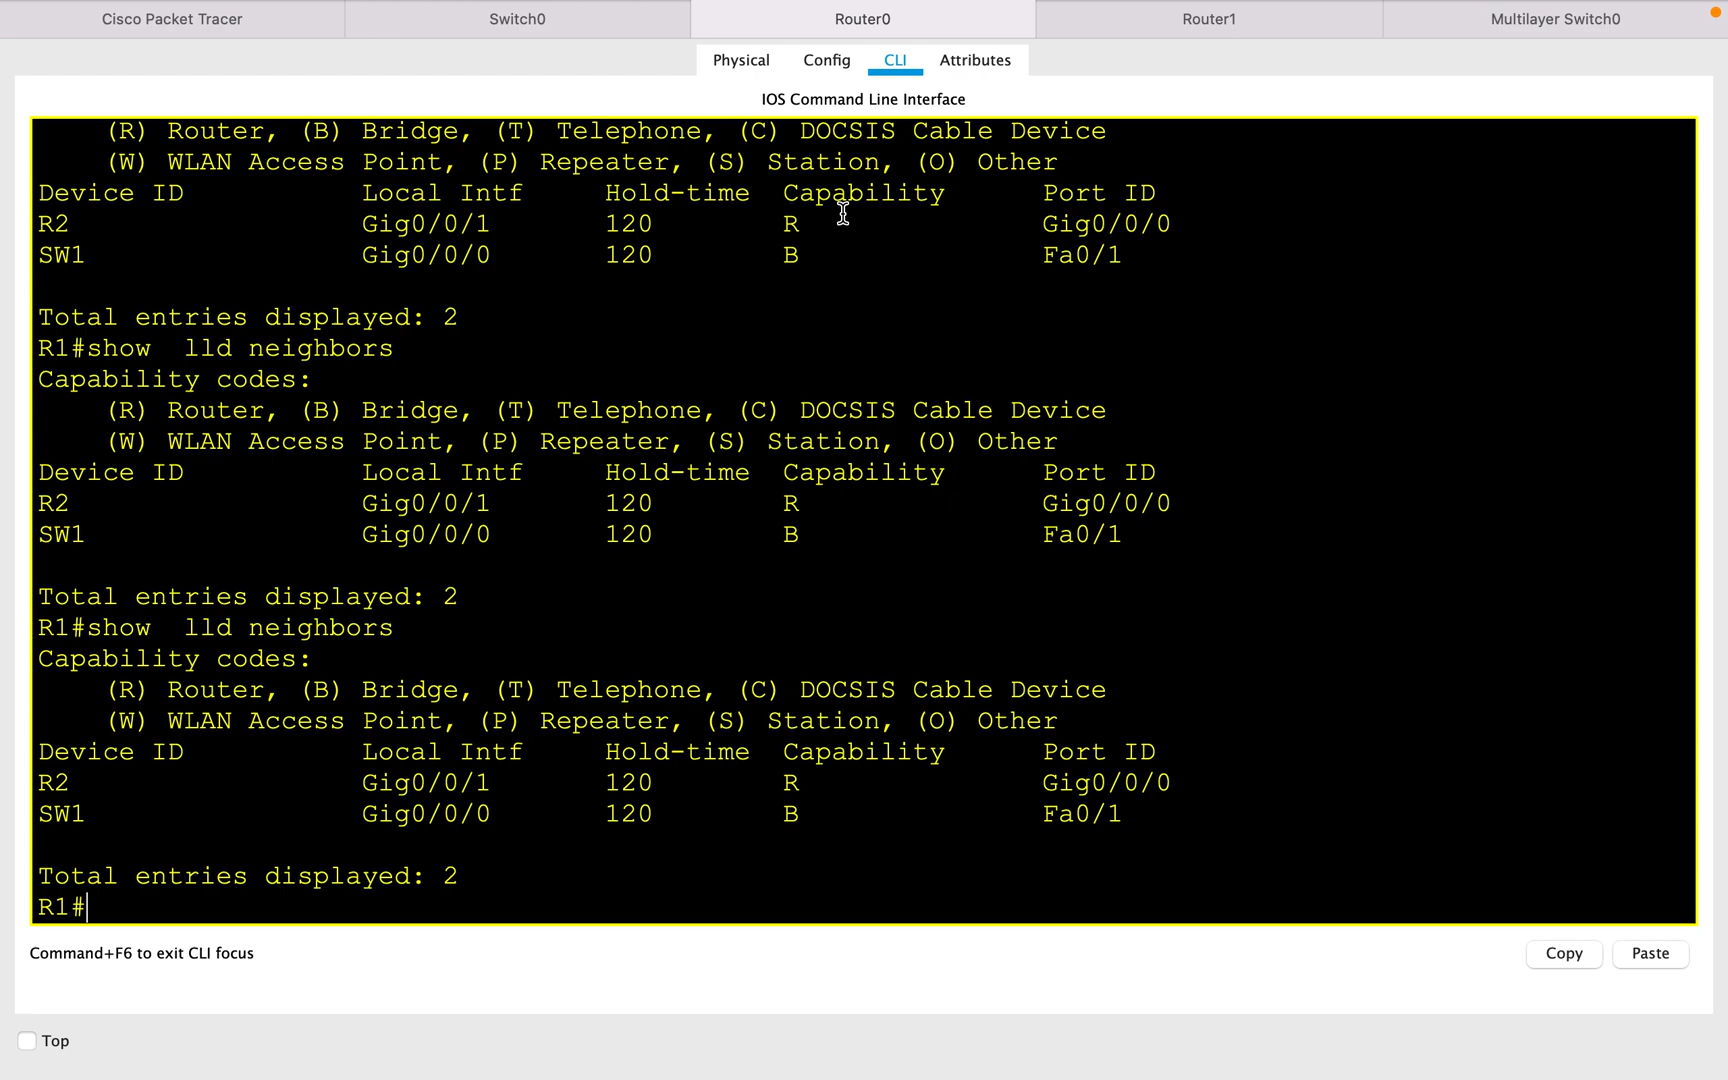 Cisco Packet Tracer Switch0 Router0 Router1 Multilayer Switch0
Physical Config CLI Attributes
IOS Command Line Interface
(R) Router, (B) Bridge, (T) Telephone, (C) DOCSIS Cable Device
(W) WLAN Access Point, (P) Repeater, (S) Station, (O) Other
Device ID Local Intf Hold-time Capability Port ID
R2 Gig0/0/1 120 R Gig0/0/0
SW1 Gig0/0/0 120 B Fa0/1
Total entries displayed: 2
R1#show  lld neighbors
Capability codes:
(R) Router, (B) Bridge, (T) Telephone, (C) DOCSIS Cable Device
(W) WLAN Access Point, (P) Repeater, (S) Station, (O) Other
Device ID Local Intf Hold-time Capability Port ID
R2 Gig0/0/1 120 R Gig0/0/0
SW1 Gig0/0/0 120 B Fa0/1
Total entries displayed: 2
R1#show  lld neighbors
Capability codes:
(R) Router, (B) Bridge, (T) Telephone, (C) DOCSIS Cable Device
(W) WLAN Access Point, (P) Repeater, (S) Station, (O) Other
Device ID Local Intf Hold-time Capability Port ID
R2 Gig0/0/1 120 R Gig0/0/0
SW1 Gig0/0/0 120 B Fa0/1
Total entries displayed: 2
R1#
Command+F6 to exit CLI focus Copy Paste
Top